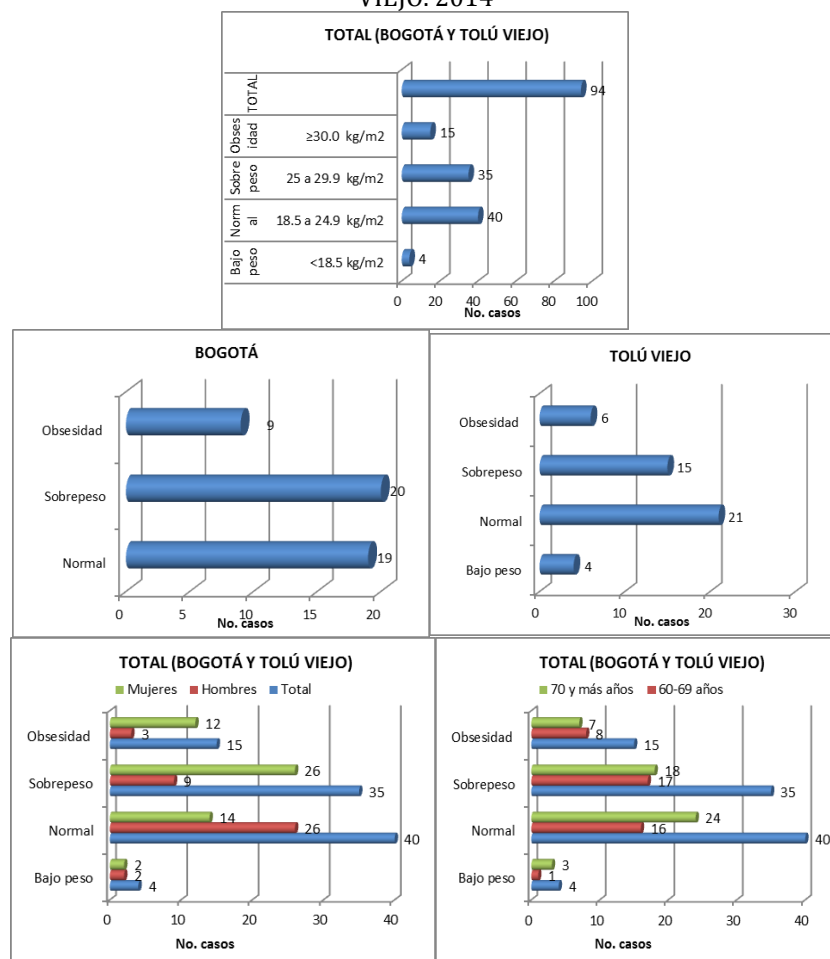 VIEJO. 2014
TOTAL (BOGOTÁ Y TOLÚ VIEJO)
TOTAL
94
Obses
idad
≥30.0 kg/m2
15
Sobre
peso
25 a 29.9 kg/m2
35
Norm
al
18.5 a 24.9 kg/m2
40
Bajo
peso
<18.5 kg/m2
4
0 20 40 60 80 100
No. casos
BOGOTÁ
Obsesidad
9
Sobrepeso
20
Normal
19
0 5 10 15 20
No. casos
TOLÚ VIEJO
Obsesidad
6
Sobrepeso
15
Normal
21
Bajo peso
4
0 10 20 30
No. casos
TOTAL (BOGOTÁ Y TOLÚ VIEJO)
Mujeres Hombres Total
Obsesidad
12
3
15
Sobrepeso
26
9
35
Normal
14
26
40
Bajo peso
2
2
4
0 10 20 30 40
No. casos
TOTAL (BOGOTÁ Y TOLÚ VIEJO)
70 y más años 60-69 años
Obsesidad
7
8
15
Sobrepeso
18
17
35
Normal
24
16
40
Bajo peso
3
1
4
0 10 20 30 40
No. casos